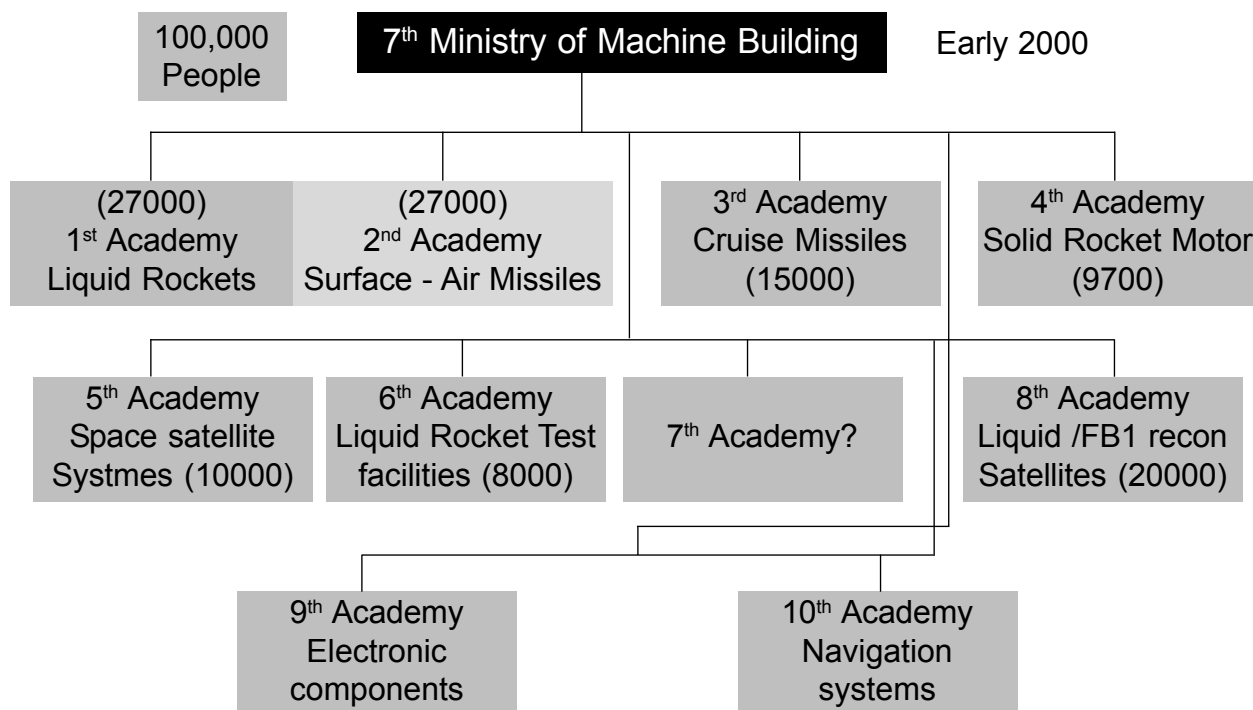 100,000
People
7th Ministry of Machine Building
Early 2000
(27000)
1st Academy
Liquid Rockets
(27000)
2nd Academy
Surface - Air Missiles
3rd Academy
Cruise Missiles
(15000)
4th Academy
Solid Rocket Motor
(9700)
5th Academy
Space satellite
Systmes (10000)
6th Academy
Liquid Rocket Test
facilities (8000)
7th Academy?
8th Academy
Liquid /FB1 recon
Satellites (20000)
9th Academy
Electronic
components
10th Academy
Navigation
systems